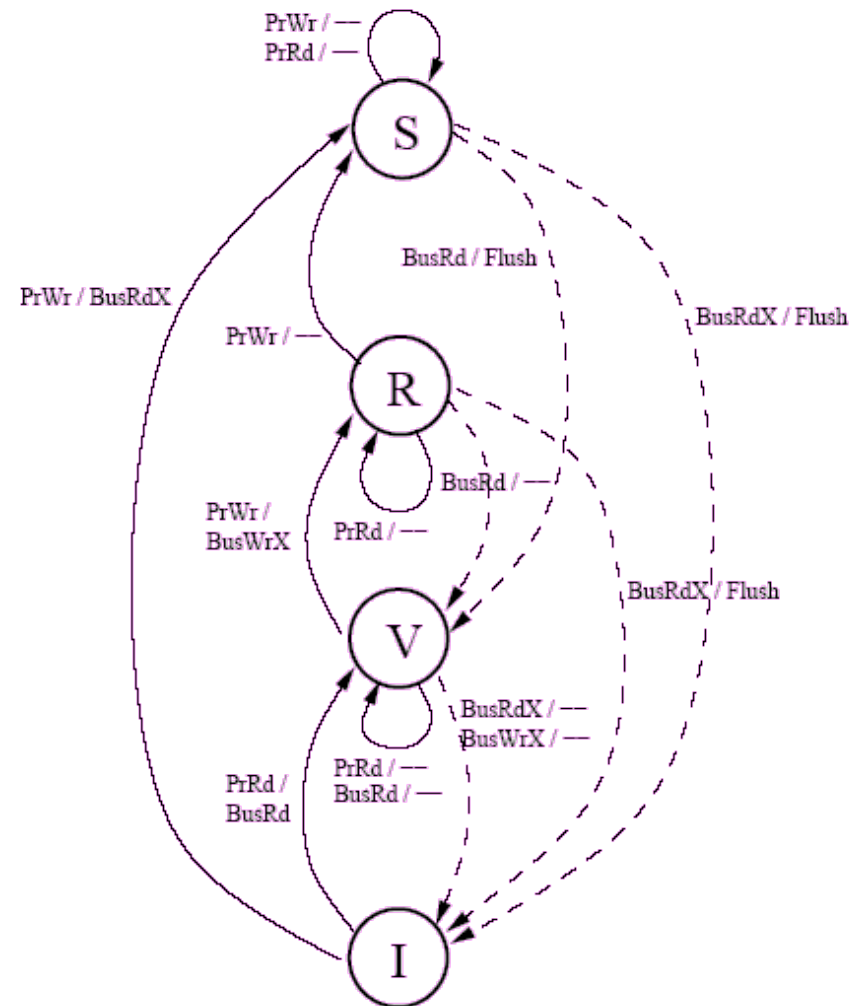 PrWr / —
PrRd / —
S
BusRd / Flush
PrWr / BusRdX
BusRdX / Flush
PrWr / —
R
BusRd / —
PrWr /
BusWrX
PrRd / —
BusRdX / Flush
V
BusRdX / —
BusWrX / —
PrRd / —
BusRd / —
PrRd /
BusRd
I